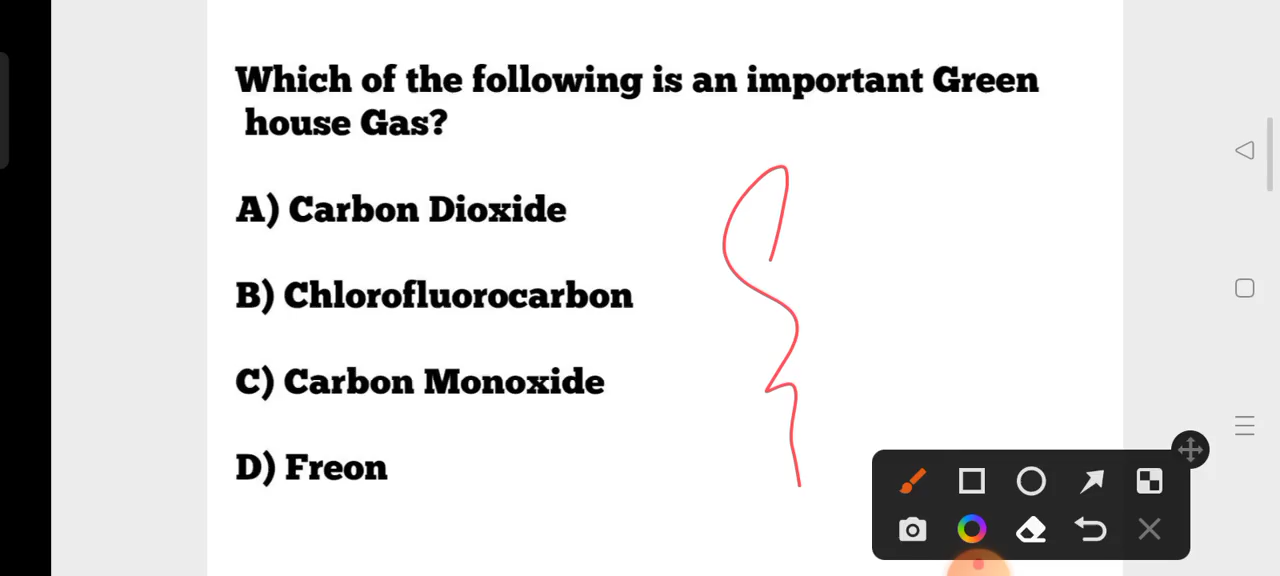 Which of the following is an important Green
house Gas?
A) Carbon Dioxide
B) Chlorofluorocarbon
C) Carbon Monoxide
D) Freon